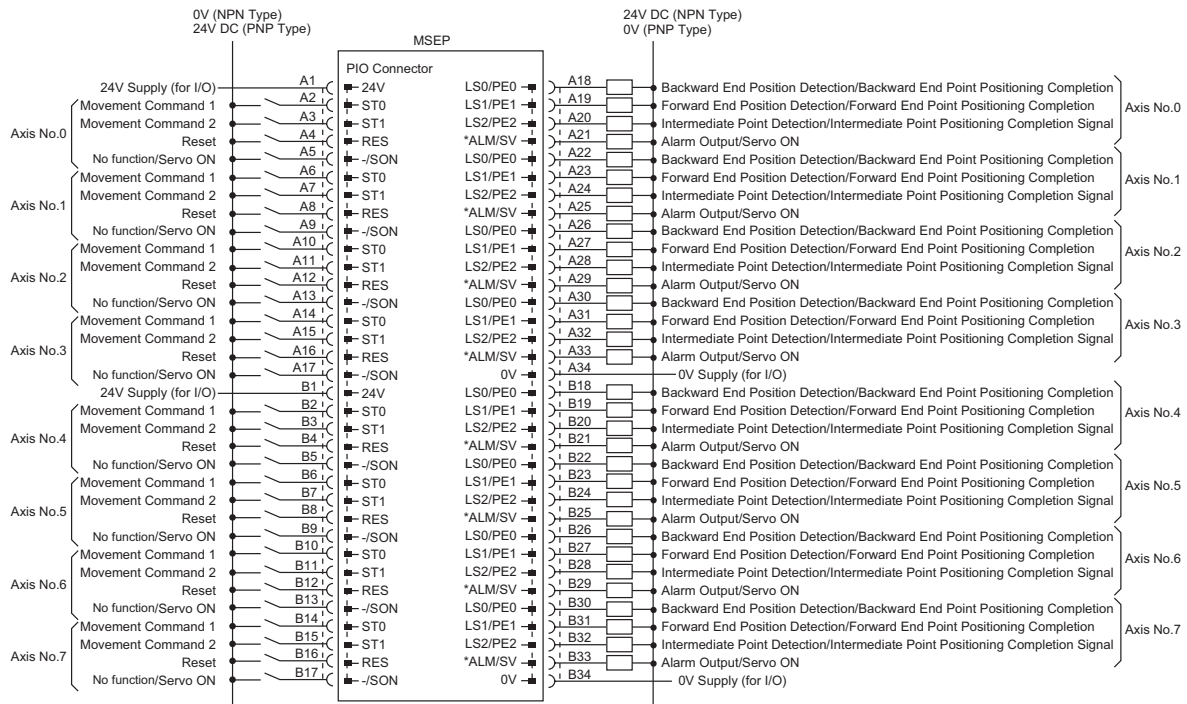 0V (NPN Type)
24V DC (PNP Type)
24V DC (NPN Type)
0V (PNP Type)
MSEP
PIO Connector
24V Supply (for I/O) A1 24V LS0/PE0 A18 Backward End Position Detection/Backward End Point Positioning Completion
Axis No.0 Movement Command 1 A2 ST0 LS1/PE1 A19 Forward End Position Detection/Forward End Point Positioning Completion Axis No.0
Movement Command 2 A3 ST1 LS2/PE2 A20 Intermediate Point Detection/Intermediate Point Positioning Completion Signal
Reset A4 RES *ALM/SV A21 Alarm Output/Servo ON
No function/Servo ON A5 -/SON LS0/PE0 A22 Backward End Position Detection/Backward End Point Positioning Completion
Axis No.1 Movement Command 1 A6 ST0 LS1/PE1 A23 Forward End Position Detection/Forward End Point Positioning Completion Axis No.1
Movement Command 2 A7 ST1 LS2/PE2 A24 Intermediate Point Detection/Intermediate Point Positioning Completion Signal
Reset A8 RES *ALM/SV A25 Alarm Output/Servo ON
No function/Servo ON A9 -/SON LS0/PE0 A26 Backward End Position Detection/Backward End Point Positioning Completion
Axis No.2 Movement Command 1 A10 ST0 LS1/PE1 A27 Forward End Position Detection/Forward End Point Positioning Completion Axis No.2
Movement Command 2 A11 ST1 LS2/PE2 A28 Intermediate Point Detection/Intermediate Point Positioning Completion Signal
Reset A12 RES *ALM/SV A29 Alarm Output/Servo ON
No function/Servo ON A13 -/SON LS0/PE0 A30 Backward End Position Detection/Backward End Point Positioning Completion
Axis No.3 Movement Command 1 A14 ST0 LS1/PE1 A31 Forward End Position Detection/Forward End Point Positioning Completion Axis No.3
Movement Command 2 A15 ST1 LS2/PE2 A32 Intermediate Point Detection/Intermediate Point Positioning Completion Signal
Reset A16 RES *ALM/SV A33 Alarm Output/Servo ON
No function/Servo ON A17 -/SON 0V A34 0V Supply (for I/O)
24V Supply (for I/O) B1 24V LS0/PE0 B18 Backward End Position Detection/Backward End Point Positioning Completion
Axis No.4 Movement Command 1 B2 ST0 LS1/PE1 B19 Forward End Position Detection/Forward End Point Positioning Completion Axis No.4
Movement Command 2 B3 ST1 LS2/PE2 B20 Intermediate Point Detection/Intermediate Point Positioning Completion Signal
Reset B4 RES *ALM/SV B21 Alarm Output/Servo ON
No function/Servo ON B5 -/SON LS0/PE0 B22 Backward End Position Detection/Backward End Point Positioning Completion
Axis No.5 Movement Command 1 B6 ST0 LS1/PE1 B23 Forward End Position Detection/Forward End Point Positioning Completion Axis No.5
Movement Command 2 B7 ST1 LS2/PE2 B24 Intermediate Point Detection/Intermediate Point Positioning Completion Signal
Reset B8 RES *ALM/SV B25 Alarm Output/Servo ON
No function/Servo ON B9 -/SON LS0/PE0 B26 Backward End Position Detection/Backward End Point Positioning Completion
Axis No.6 Movement Command 1 B10 ST0 LS1/PE1 B27 Forward End Position Detection/Forward End Point Positioning Completion Axis No.6
Movement Command 2 B11 ST1 LS2/PE2 B28 Intermediate Point Detection/Intermediate Point Positioning Completion Signal
Reset B12 RES *ALM/SV B29 Alarm Output/Servo ON
No function/Servo ON B13 -/SON LS0/PE0 B30 Backward End Position Detection/Backward End Point Positioning Completion
Axis No.7 Movement Command 1 B14 ST0 LS1/PE1 B31 Forward End Position Detection/Forward End Point Positioning Completion Axis No.7
Movement Command 2 B15 ST1 LS2/PE2 B32 Intermediate Point Detection/Intermediate Point Positioning Completion Signal
Reset B16 RES *ALM/SV B33 Alarm Output/Servo ON
No function/Servo ON B17 -/SON 0V B34 0V Supply (for I/O)